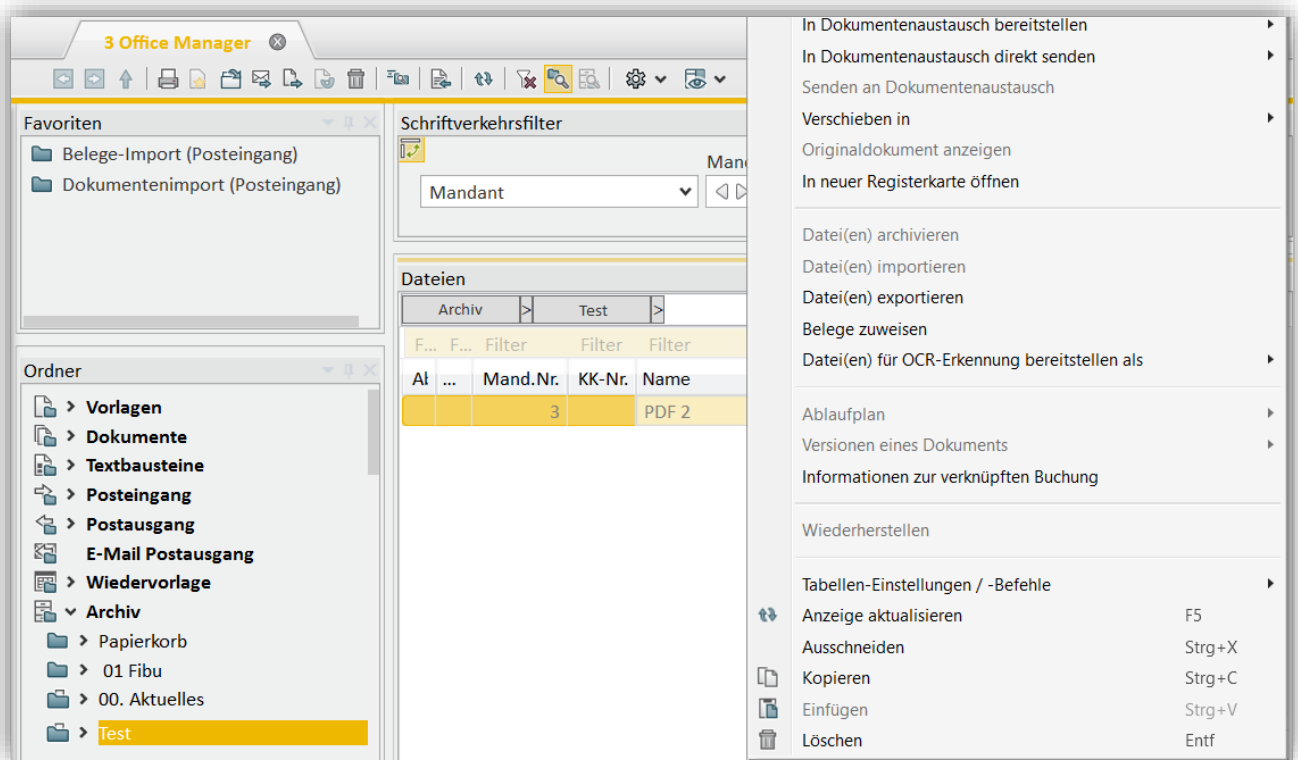 3 Office Manager
Favoriten
Belege-Import (Posteingang)
Dokumentenimport (Posteingang)
Ordner
Vorlagen
Dokumente
Textbausteine
Posteingang
Postausgang
E-Mail Postausgang
Wiedervorlage
Archiv
Papierkorb
01 Fibu
00. Aktuelles
Test
Schriftverkehrsfilter
Mandant
Dateien
Archiv > Test >
F... F... Filter Filter Filter
... Mand.Nr. KK-Nr. Name
3 PDF 2
In Dokumentenaustausch bereitstellen
In Dokumentenaustausch direkt senden
Senden an Dokumentenaustausch
Verschieben in
Originaldokument anzeigen
In neuer Registerkarte öffnen
Datei(en) archivieren
Datei(en) importieren
Datei(en) exportieren
Belege zuweisen
Datei(en) für OCR-Erkennung bereitstellen als
Ablaufplan
Versionen eines Dokuments
Informationen zur verknüpften Buchung
Wiederherstellen
Tabellen-Einstellungen / -Befehle
Anzeige aktualisieren F5
Ausschneiden Strg+X
Kopieren Strg+C
Einfügen Strg+V
Löschen Entf